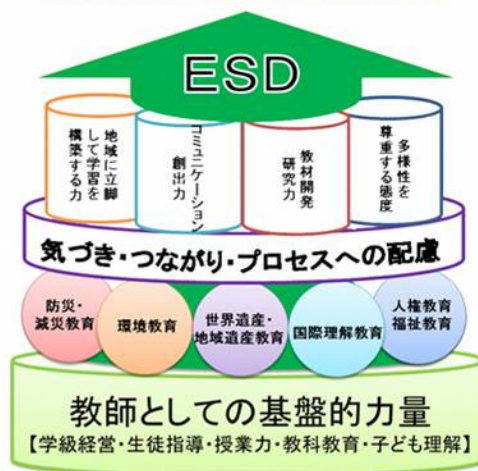 ESD
地域に立脚
して学習を
構築する力
コミュニケーション
創出力
教材開発
研究力
多様性を
尊重する態度
気づき・つながり・プロセスへの配慮
防災・
減災教育
環境教育
世界遺産・
地域遺産教育
国際理解教育
人権教育
福祉教育
教師としての基盤的力量
【学級経営・生徒指導・授業力・教科教育・子ども理解】